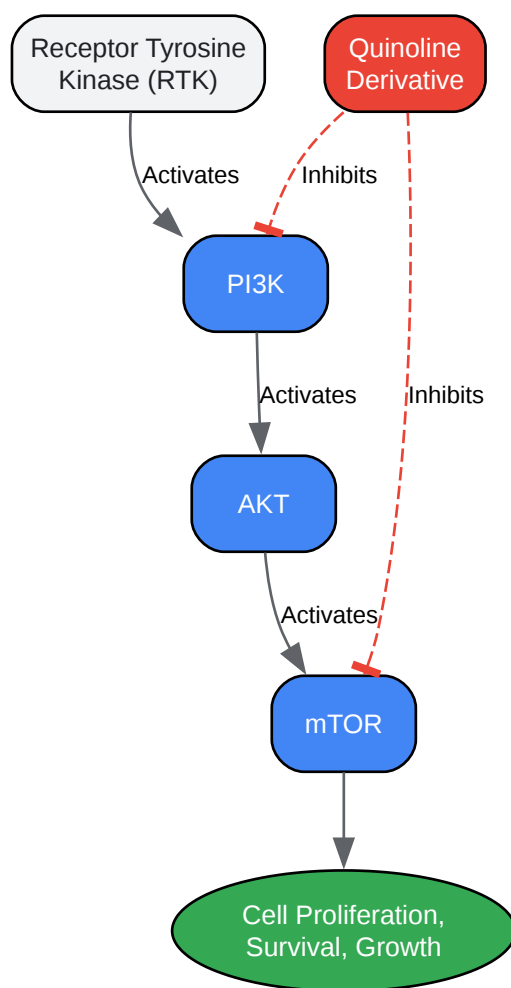 Receptor Tyrosine
Kinase (RTK)
Quinoline
Derivative
Activates
Inhibits
PI3K
Activates
Inhibits
AKT
Activates
mTOR
Cell Proliferation,
Survival, Growth